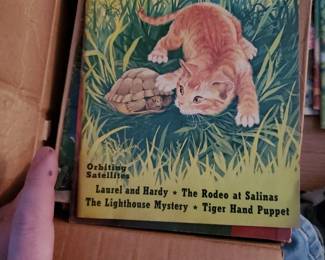 Orbiting
Satellites
Laurel and Hardy ★ The Rodeo at Salinas
The Lighthouse Mystery ★ Tiger Hand Puppet